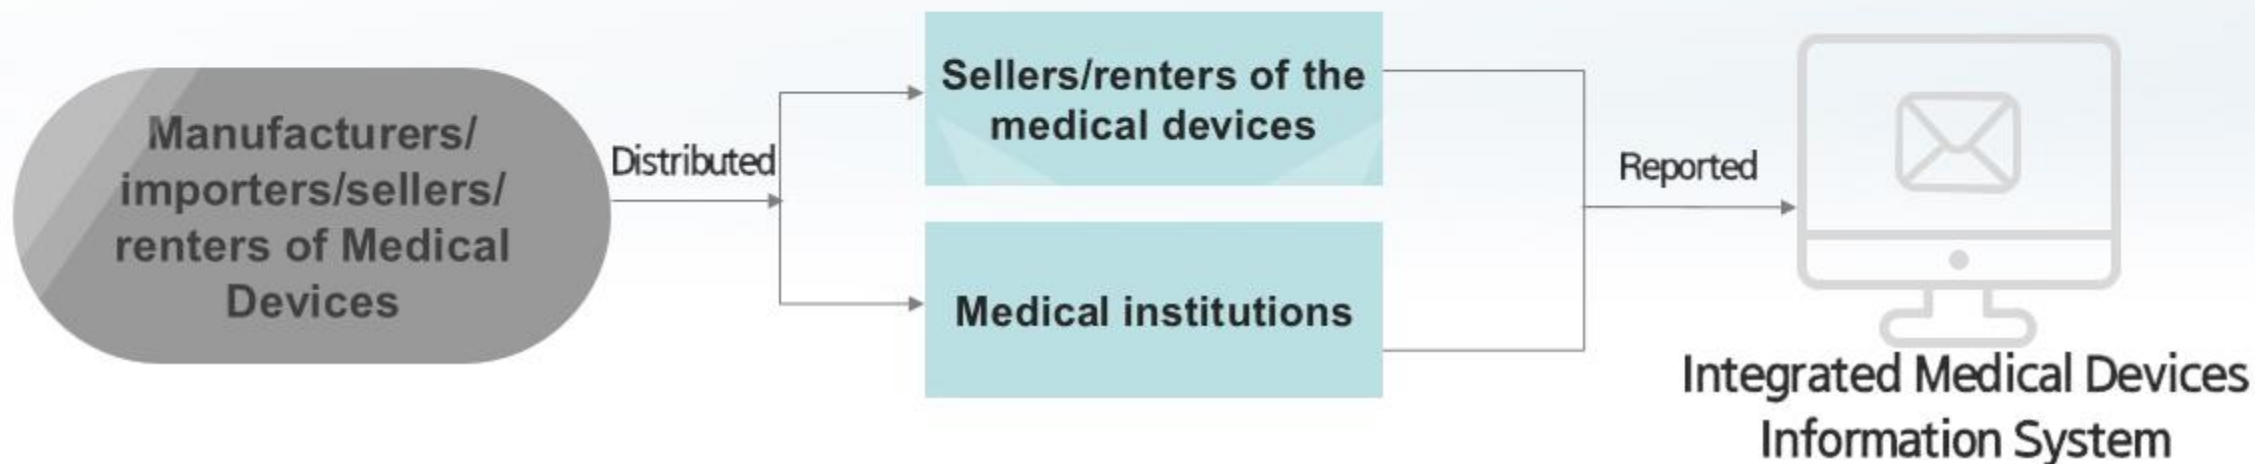 Manufacturers/
importers/sellers/
renters of Medical
Devices
Distributed
Sellers/renters of the
medical devices
Medical institutions
Reported
Integrated Medical Devices
Information System